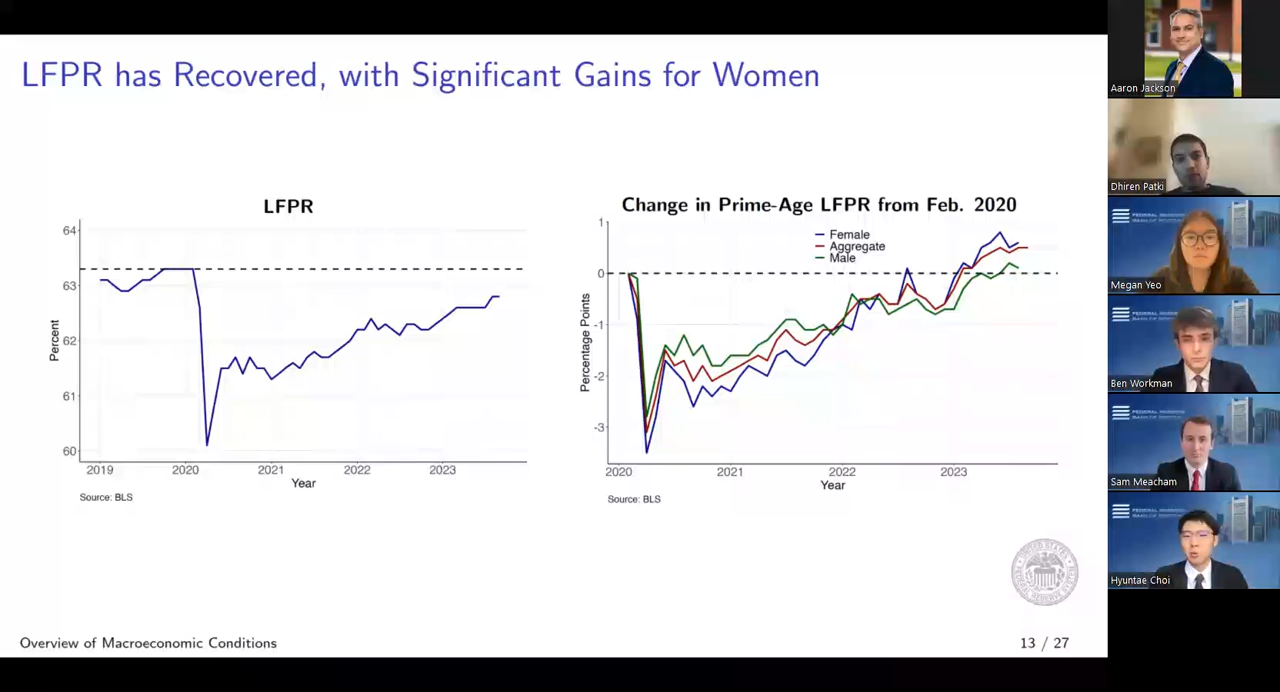 LFPR has Recovered, with Significant Gains for Women
LFPR
64
63
62
61
60
Percent
2019 2020 2021 2022 2023
Year
Source: BLS
Change in Prime-Age LFPR from Feb. 2020
Female
Aggregate
Male
1
0
-1
-2
-3
Percentage Points
2020 2021 2022 2023
Year
Source: BLS
Overview of Macroeconomic Conditions
13 / 27
Aaron Jackson
Dhiren Patki
Megan Yeo
Ben Workman
Sam Meacham
Hyuntae Choi